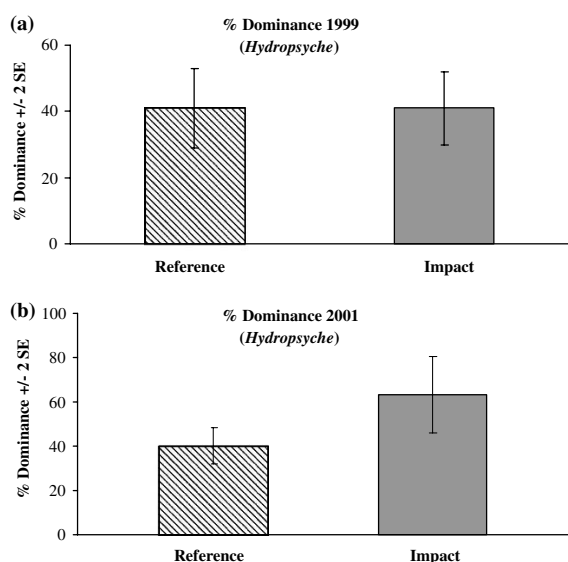 (a)
% Dominance 1999
(Hydropsyche)
% Dominance +/- 2 SE
60
40
20
0
Reference
Impact
(b)
% Dominance 2001
(Hydropsyche)
% Dominance +/- 2 SE
100
80
60
40
20
0
Reference
Impact